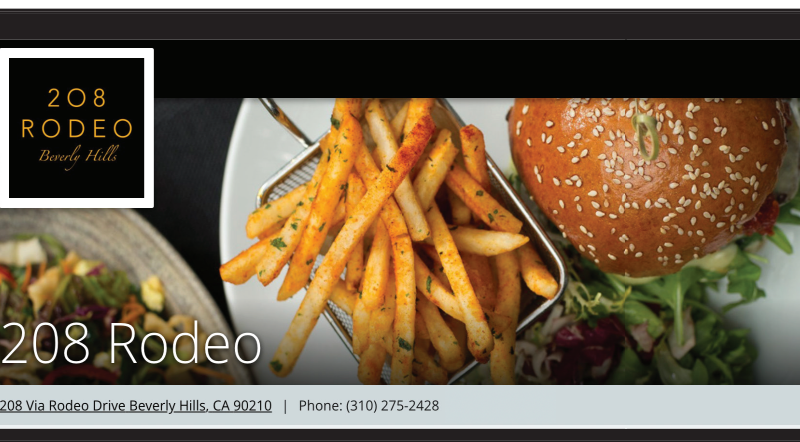 208
RODEO
Beverly Hills
208 Rodeo
208 Via Rodeo Drive Beverly Hills, CA 90210 | Phone: (310) 275-2428